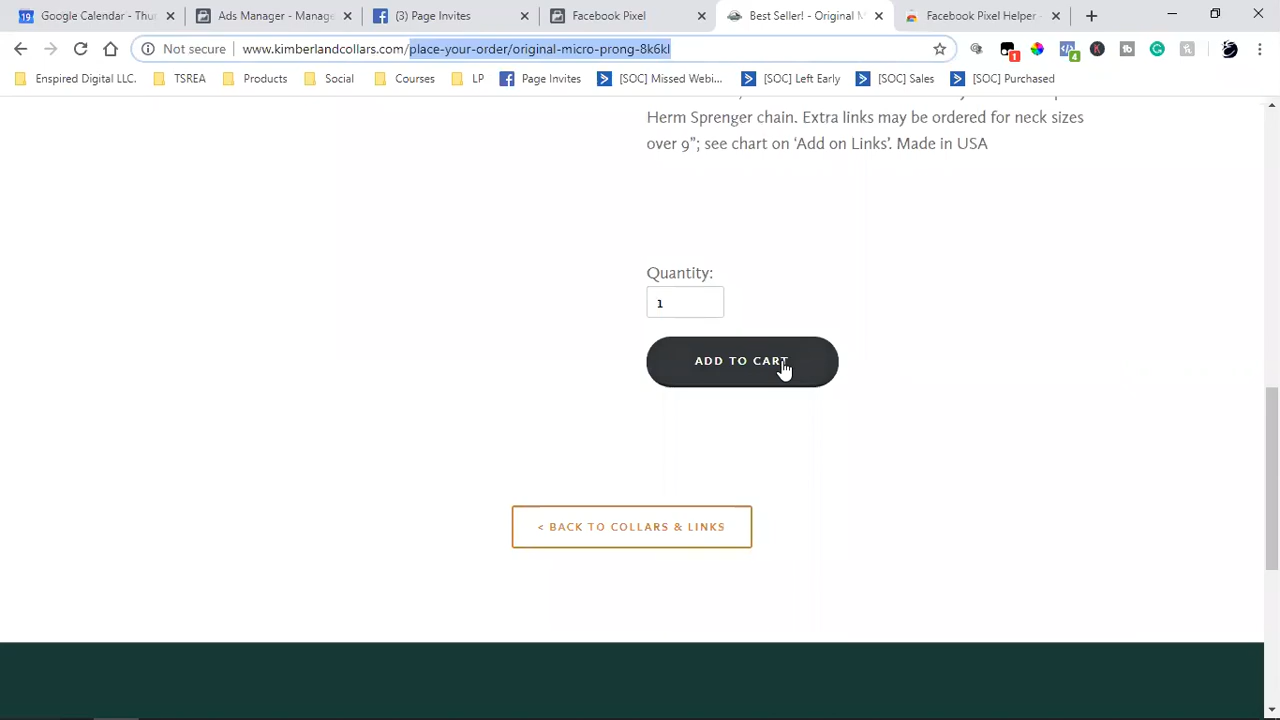 Google Calendar - Thu
Ads Manager - Manage
(3) Page Invites
Facebook Pixel
Best Seller! - Original M
Facebook Pixel Helper -
Not secure www.kimberlandcollars.com/place-your-order/original-micro-prong-8k6kl
1
4
Enspired Digital LLC.
TSREA
Products
Social
Courses
LP
Page Invites
[SOC] Missed Webi...
[SOC] Left Early
[SOC] Sales
[SOC] Purchased
Herm Sprenger chain. Extra links may be ordered for neck sizes
over 9”; see chart on ‘Add on Links’. Made in USA
Quantity:
1
ADD TO CART
< BACK TO COLLARS & LINKS